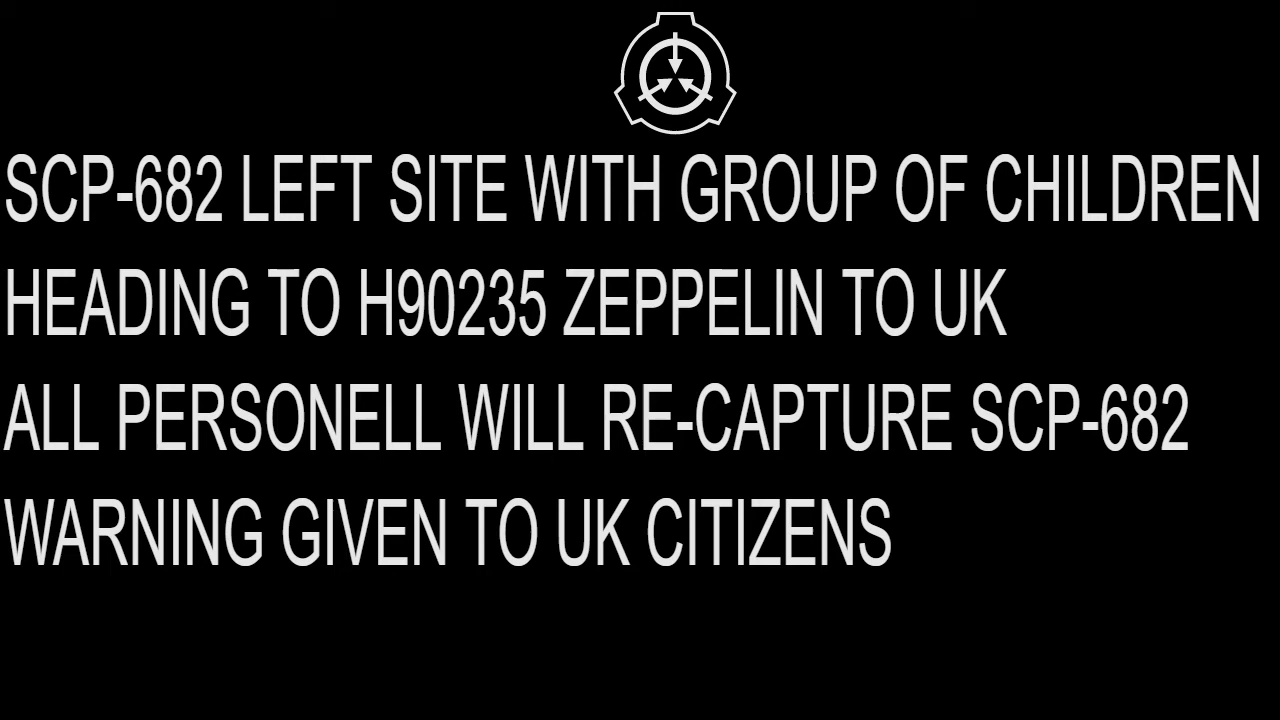 SCP-682 LEFT SITE WITH GROUP OF CHILDREN
HEADING TO H90235 ZEPPELIN TO UK
ALL PERSONELL WILL RE-CAPTURE SCP-682
WARNING GIVEN TO UK CITIZENS